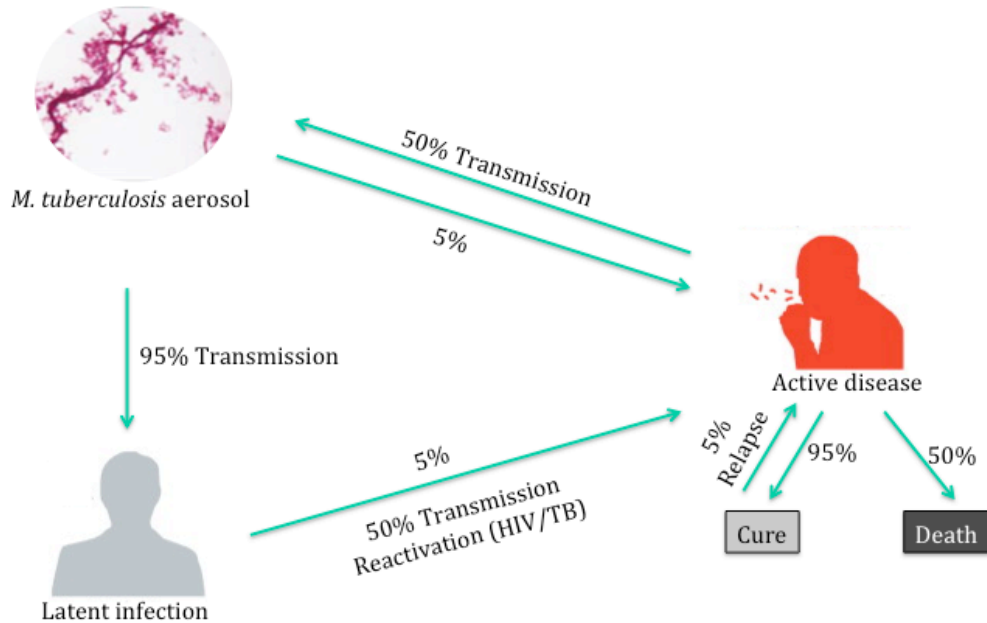 50% Transmission
M. tuberculosis aerosol
5%
95% Transmission
Active disease
5%
Relapse
95%
50%
5%
50% Transmission
Reactivation (HIV/TB)
Cure
Death
Latent infection